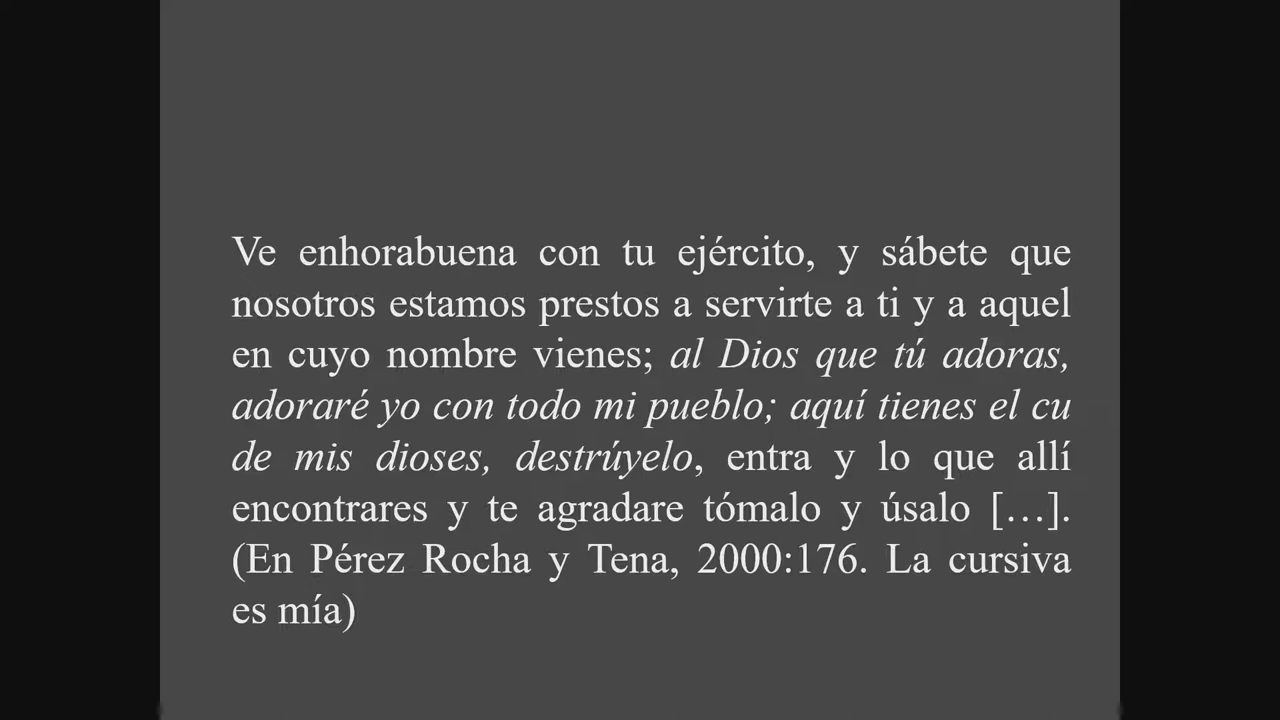 Ve enhorabuena con tu ejército, y sábete que
nosotros estamos prestos a servirte a ti y a aquel
en cuyo nombre vienes; al Dios que tú adoras,
adoraré yo con todo mi pueblo; aquí tienes el cu
de mis dioses, destrúyelo, entra y lo que allí
encontrares y te agradare tómalo y úsalo […].
(En Pérez Rocha y Tena, 2000:176. La cursiva
es mía)